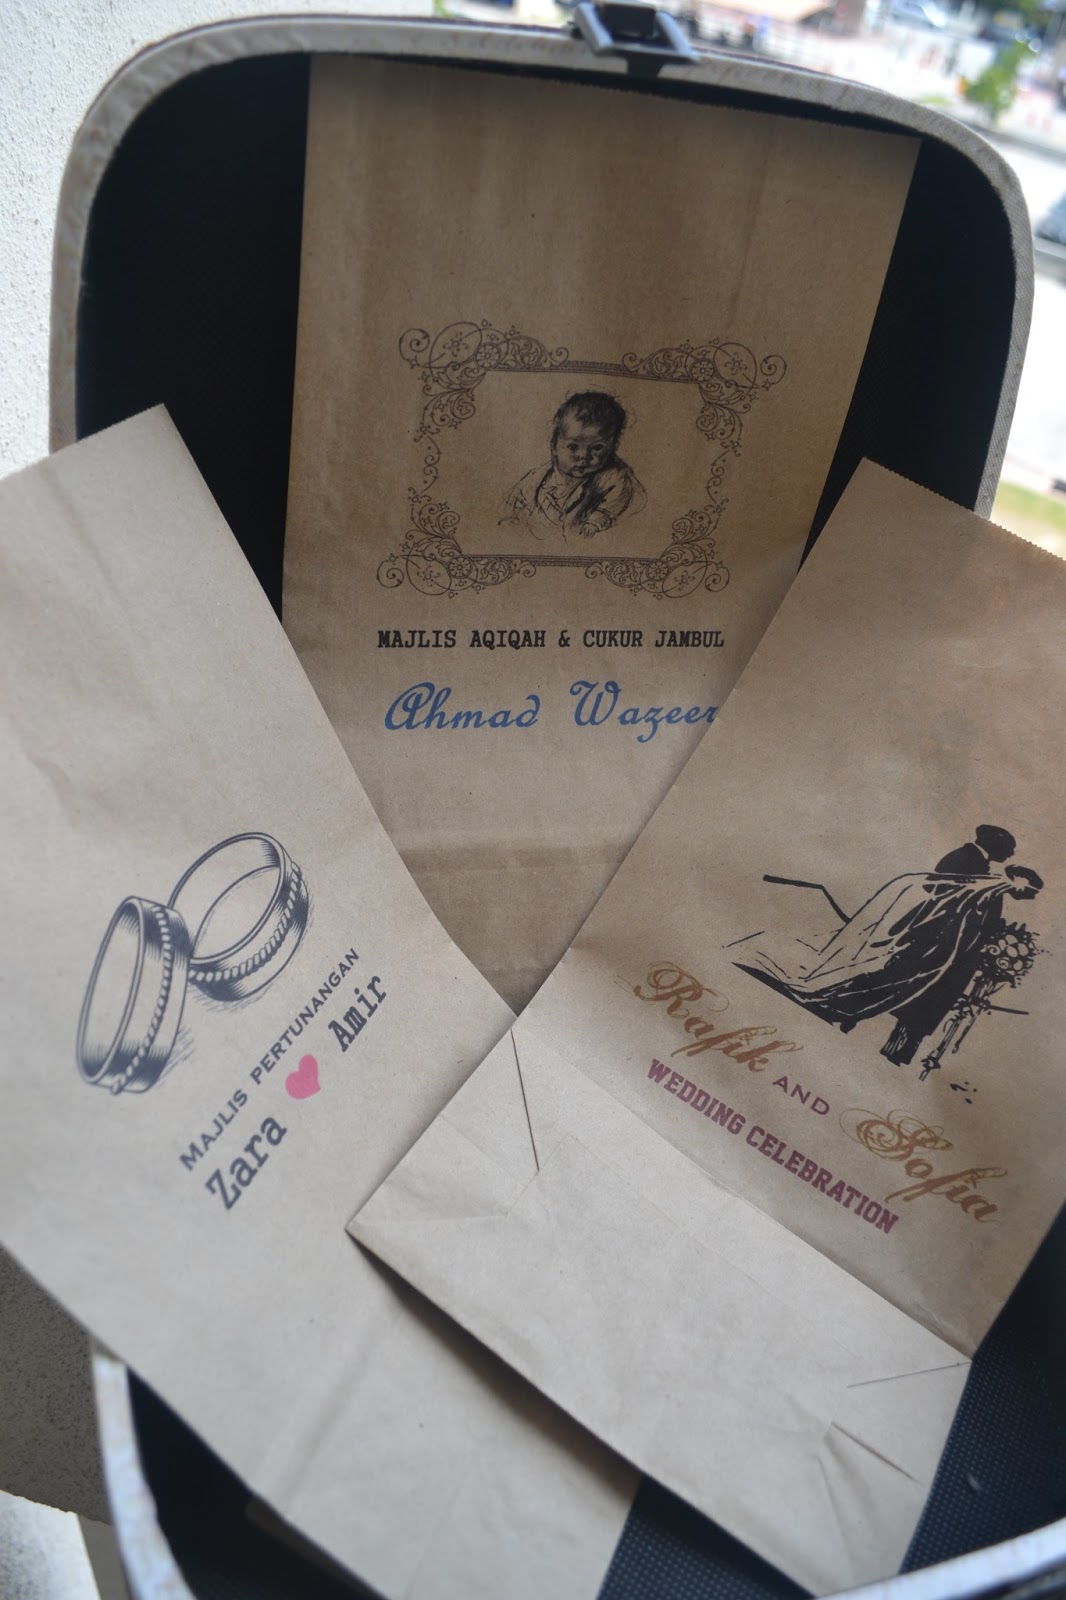 MAJLIS AQIQAH & CUKUR JAMBUL
Ahmad Wazeer
MAJLIS PERTUNANGAN
Zara ♥ Amir
Rafik AND Sofia
WEDDING CELEBRATION